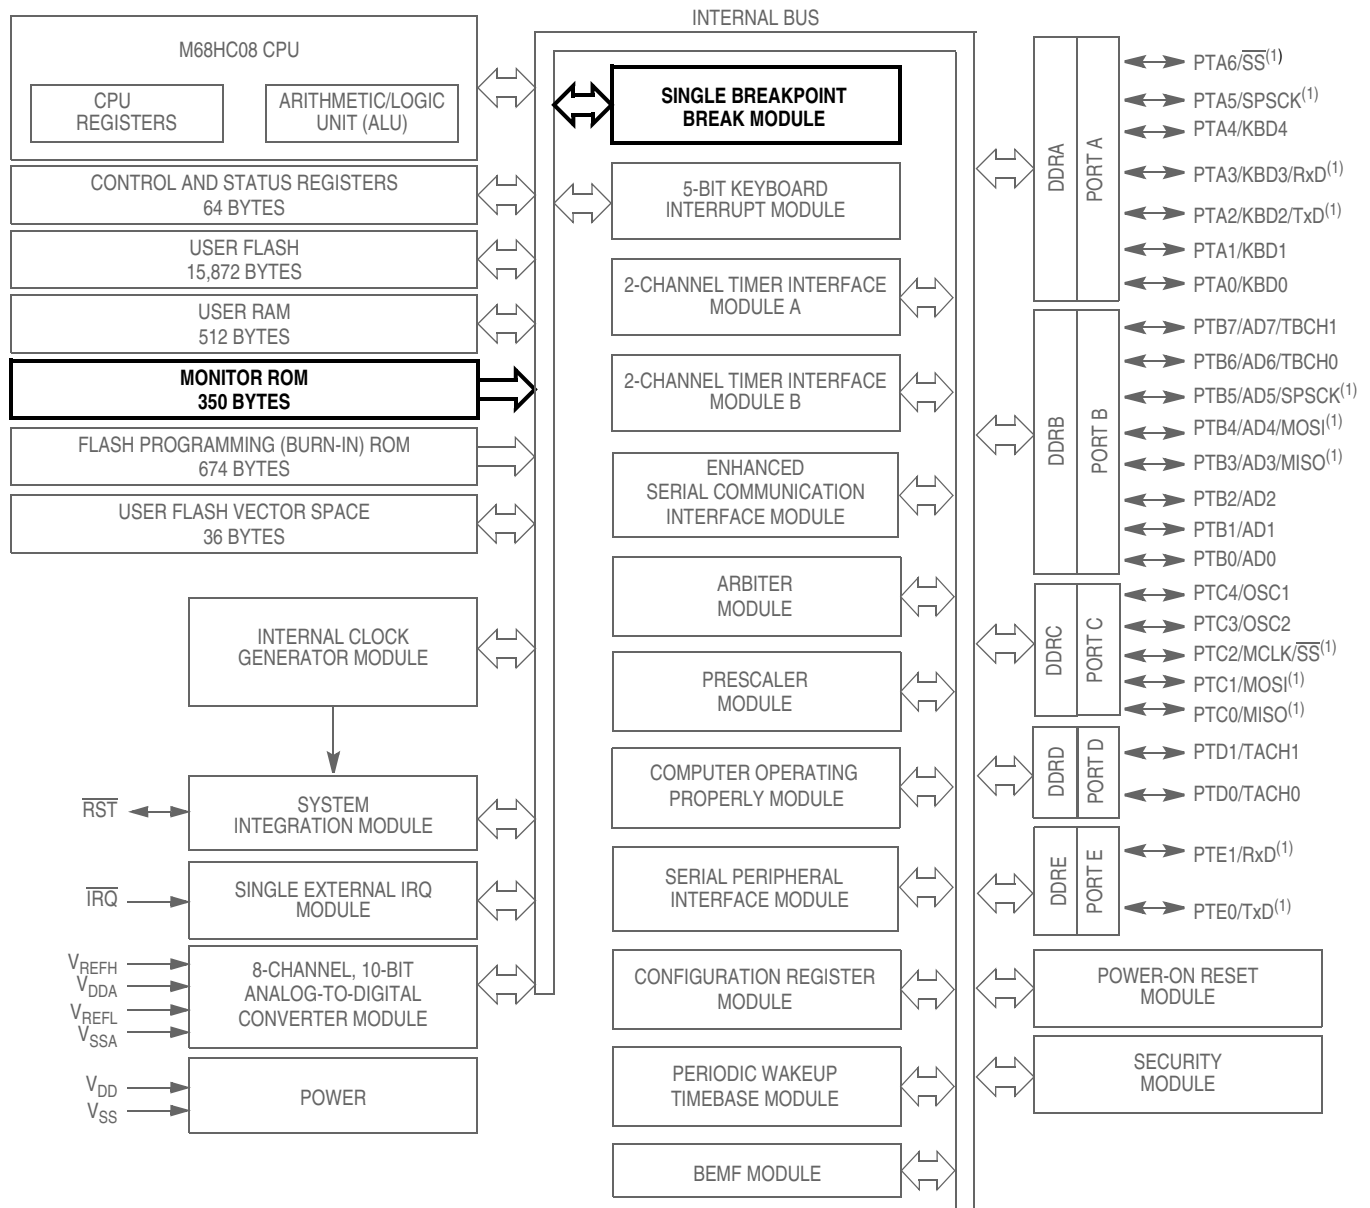 INTERNAL BUS
M68HC08 CPU
CPU
REGISTERS
ARITHMETIC/LOGIC
UNIT (ALU)
CONTROL AND STATUS REGISTERS
64 BYTES
USER FLASH
15,872 BYTES
USER RAM
512 BYTES
MONITOR ROM
350 BYTES
FLASH PROGRAMMING (BURN-IN) ROM
674 BYTES
USER FLASH VECTOR SPACE
36 BYTES
INTERNAL CLOCK
GENERATOR MODULE
RST
SYSTEM
INTEGRATION MODULE
IRQ
SINGLE EXTERNAL IRQ
MODULE
VREFH
VDDA
VREFL
VSSA
8-CHANNEL, 10-BIT
ANALOG-TO-DIGITAL
CONVERTER MODULE
VDD
VSS
POWER
SINGLE BREAKPOINT
BREAK MODULE
5-BIT KEYBOARD
INTERRUPT MODULE
2-CHANNEL TIMER INTERFACE
MODULE A
2-CHANNEL TIMER INTERFACE
MODULE B
ENHANCED
SERIAL COMMUNICATION
INTERFACE MODULE
ARBITER
MODULE
PRESCALER
MODULE
COMPUTER OPERATING
PROPERLY MODULE
SERIAL PERIPHERAL
INTERFACE MODULE
CONFIGURATION REGISTER
MODULE
PERIODIC WAKEUP
TIMEBASE MODULE
BEMF MODULE
DDRA
PORT A
PTA6/SS(1)
PTA5/SPSCK(1)
PTA4/KBD4
PTA3/KBD3/RxD(1)
PTA2/KBD2/TxD(1)
PTA1/KBD1
PTA0/KBD0
DDRB
PORT B
PTB7/AD7/TBCH1
PTB6/AD6/TBCH0
PTB5/AD5/SPSCK(1)
PTB4/AD4/MOSI(1)
PTB3/AD3/MISO(1)
PTB2/AD2
PTB1/AD1
PTB0/AD0
DDRC
PORT C
PTC4/OSC1
PTC3/OSC2
PTC2/MCLK/SS(1)
PTC1/MOSI(1)
PTC0/MISO(1)
DDRD
PORT D
PTD1/TACH1
PTD0/TACH0
DDRE
PORT E
PTE1/RxD(1)
PTE0/TxD(1)
POWER-ON RESET
MODULE
SECURITY
MODULE